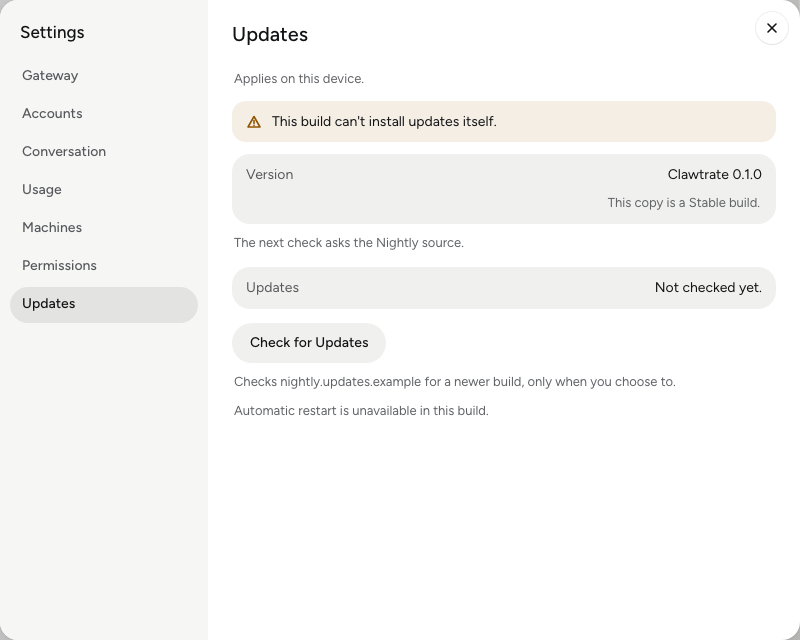 Settings
Gateway
Accounts
Conversation
Usage
Machines
Permissions
Updates
Updates
Applies on this device.
This build can't install updates itself.
Version
Clawtrate 0.1.0
This copy is a Stable build.
The next check asks the Nightly source.
Updates
Not checked yet.
Check for Updates
Checks nightly.updates.example for a newer build, only when you choose to.
Automatic restart is unavailable in this build.